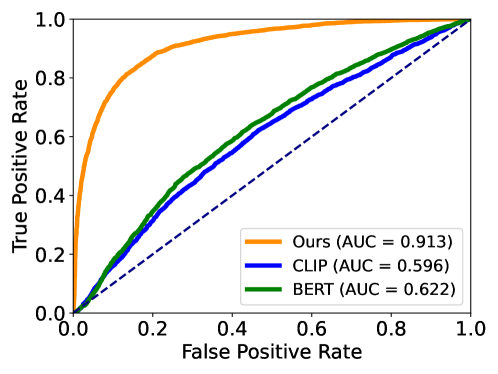 1.0
0.8
0.6
0.4
0.2
0.0
True Positive Rate
Ours (AUC = 0.913)
CLIP (AUC = 0.596)
BERT (AUC = 0.622)
0.0 0.2 0.4 0.6 0.8 1.0
False Positive Rate